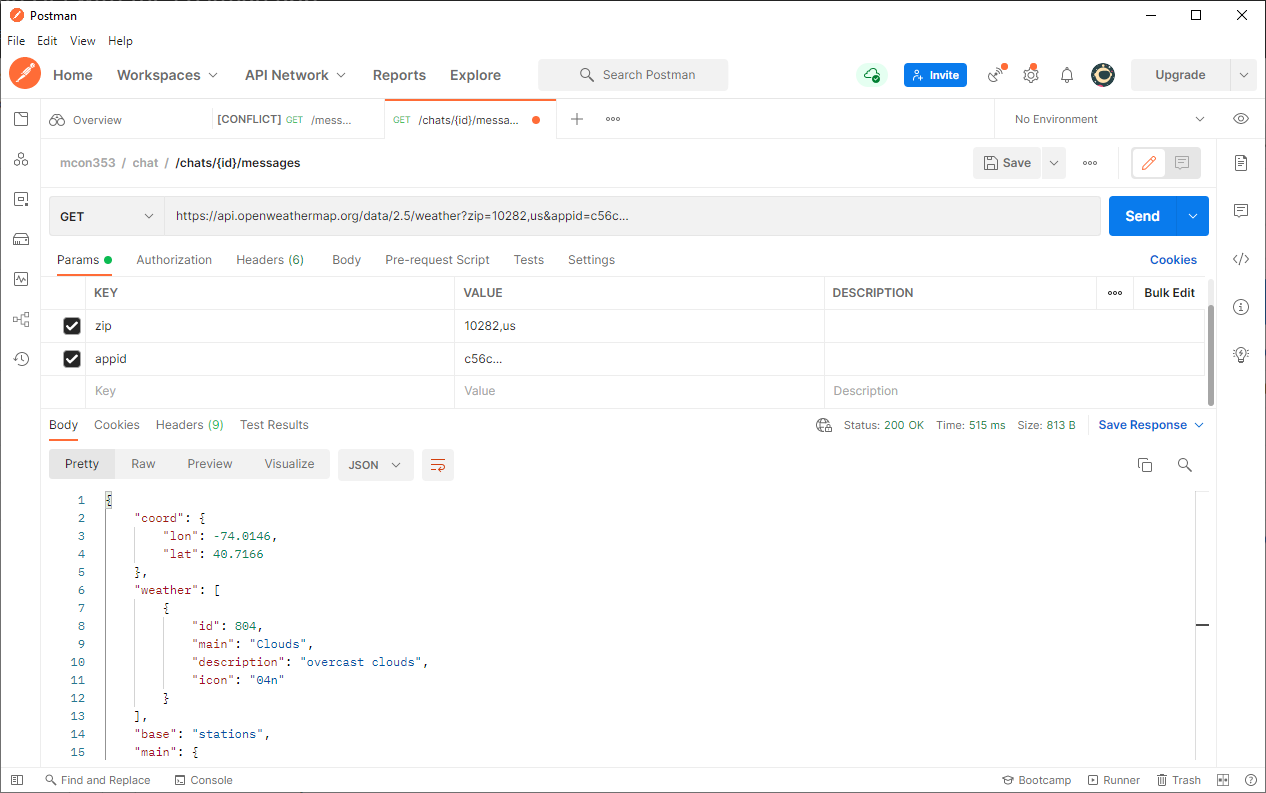 Postman
File Edit View Help
Home Workspaces API Network Reports Explore Search Postman Invite Upgrade
Overview [CONFLICT] GET /mess... GET /chats/{id}/messa... No Environment
mcon353 / chat / /chats/{id}/messages Save
GET https://api.openweathermap.org/data/2.5/weather?zip=10282,us&appid=c56c... Send
Params Authorization Headers (6) Body Pre-request Script Tests Settings Cookies
KEY VALUE DESCRIPTION Bulk Edit
zip 10282,us
appid c56c...
Key Value Description
Body Cookies Headers (9) Test Results Status: 200 OK Time: 515 ms Size: 813 B Save Response
Pretty Raw Preview Visualize JSON
1 {
2 "coord": {
3 "lon": -74.0146,
4 "lat": 40.7166
5 },
6 "weather": [
7 {
8 "id": 804,
9 "main": "Clouds",
10 "description": "overcast clouds",
11 "icon": "04n"
12 }
13 ],
14 "base": "stations",
15 "main": {
Find and Replace Console Bootcamp Runner Trash